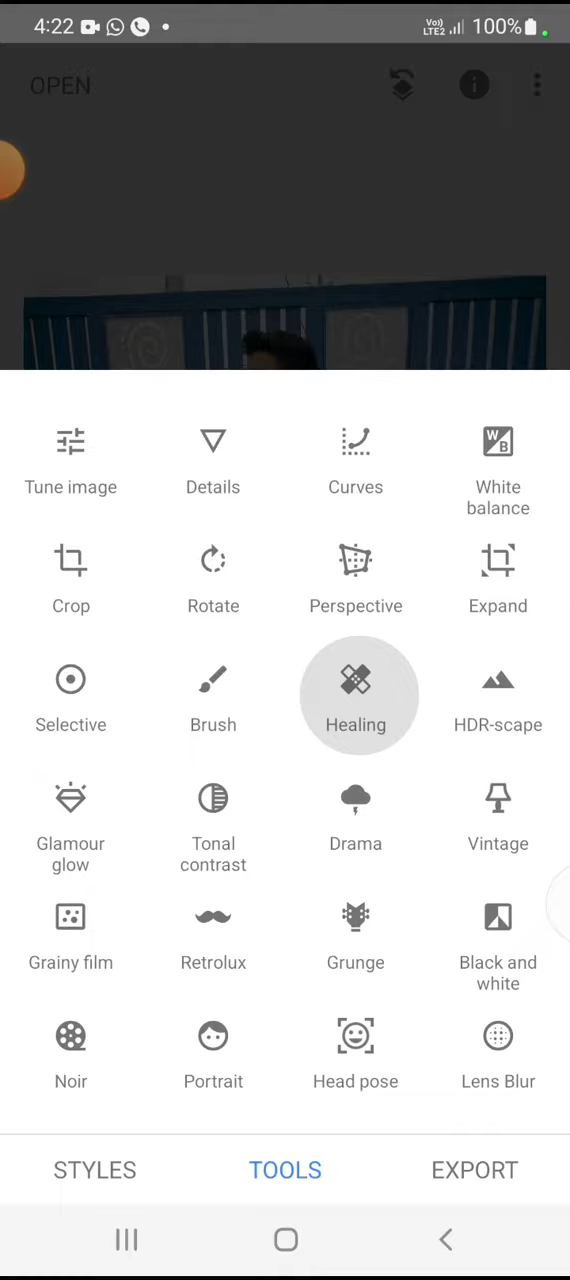 4:22
Vo)) LTE2 100%
OPEN
Tune image
Details
Curves
White balance
Crop
Rotate
Perspective
Expand
Selective
Brush
Healing
HDR-scape
Glamour glow
Tonal contrast
Drama
Vintage
Grainy film
Retrolux
Grunge
Black and white
Noir
Portrait
Head pose
Lens Blur
STYLES
TOOLS
EXPORT